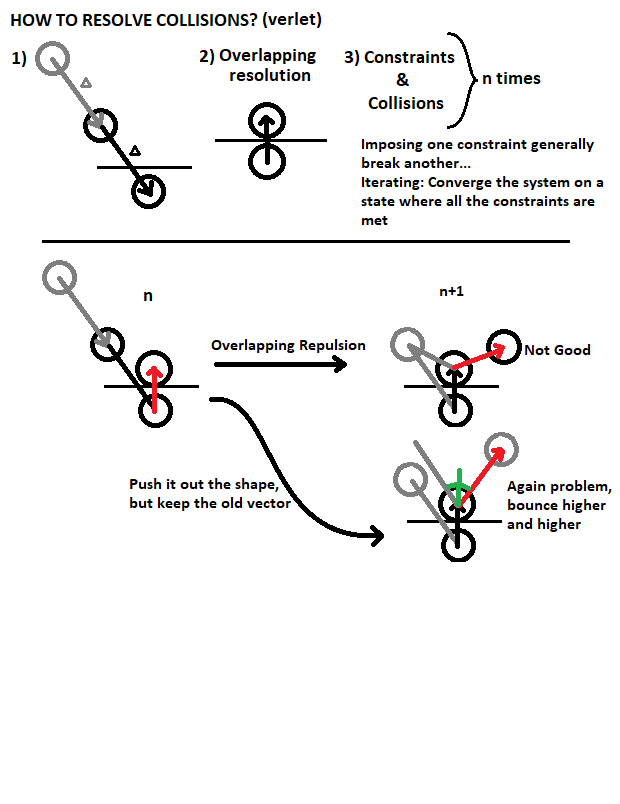 HOW TO RESOLVE COLLISIONS? (verlet)
1)
Δ
Δ
2) Overlapping
resolution
3) Constraints
&
Collisions
n times
Imposing one constraint generally
break another...
Iterating: Converge the system on a
state where all the constraints are
met
n
n+1
Overlapping Repulsion
Not Good
Push it out the shape,
but keep the old vector
Again problem,
bounce higher
and higher